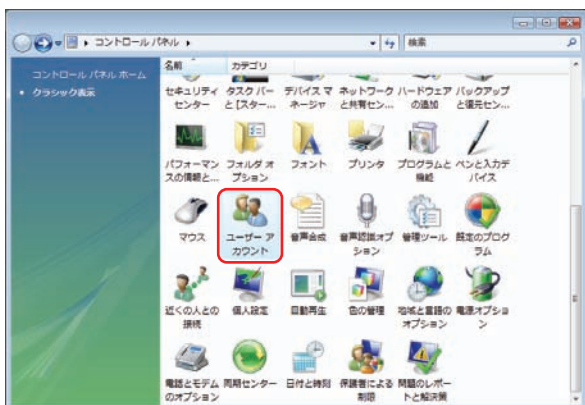 コントロール パネル
検索
コントロール パネル ホーム
クラシック表示
名前 カテゴリ
セキュリティ センター
タスク バーと [スター...
デバイス マネージャ
ネットワークと共有セン...
ハードウェアの追加
バックアップと復元セン...
パフォーマンスの情報と...
フォルダ オプション
フォント
プリンタ
プログラムと機能
ペンと入力デバイス
マウス
ユーザー アカウント
音声合成
音声認識オプション
管理ツール
既定のプログラム
近くの人との接続
個人設定
自動再生
色の管理
地域と言語のオプション
電源オプション
電話とモデムのオプション
同期センター
日付と時刻
保護者による制限
問題のレポートと解決策